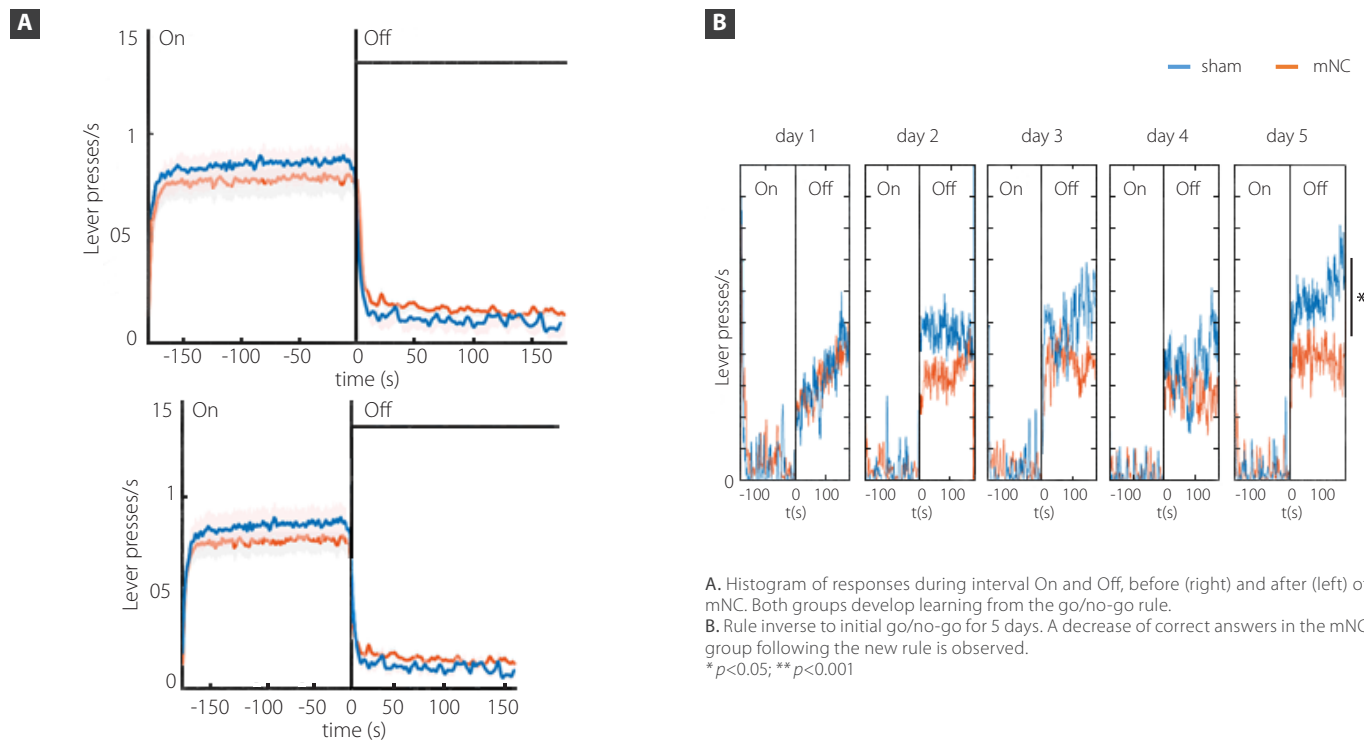 A
15
On
Off
1
05
0
Lever presses/s
-150
-100
-50
0
50
100
150
time (s)
15
On
Off
1
05
0
Lever presses/s
-150
-100
-50
0
50
100
150
time (s)
B
sham
mNC
day 1
day 2
day 3
day 4
day 5
On
Off
On
Off
On
Off
On
Off
On
Off
Lever presses/s
*
0
-100
0
100
-100
0
100
-100
0
100
-100
0
100
-100
0
100
t(s)
t(s)
t(s)
t(s)
t(s)
A. Histogram of responses during interval On and Off, before (right) and after (left) of
mNC. Both groups develop learning from the go/no-go rule.
B. Rule inverse to initial go/no-go for 5 days. A decrease of correct answers in the mNC
group following the new rule is observed.
* p<0.05; ** p<0.001